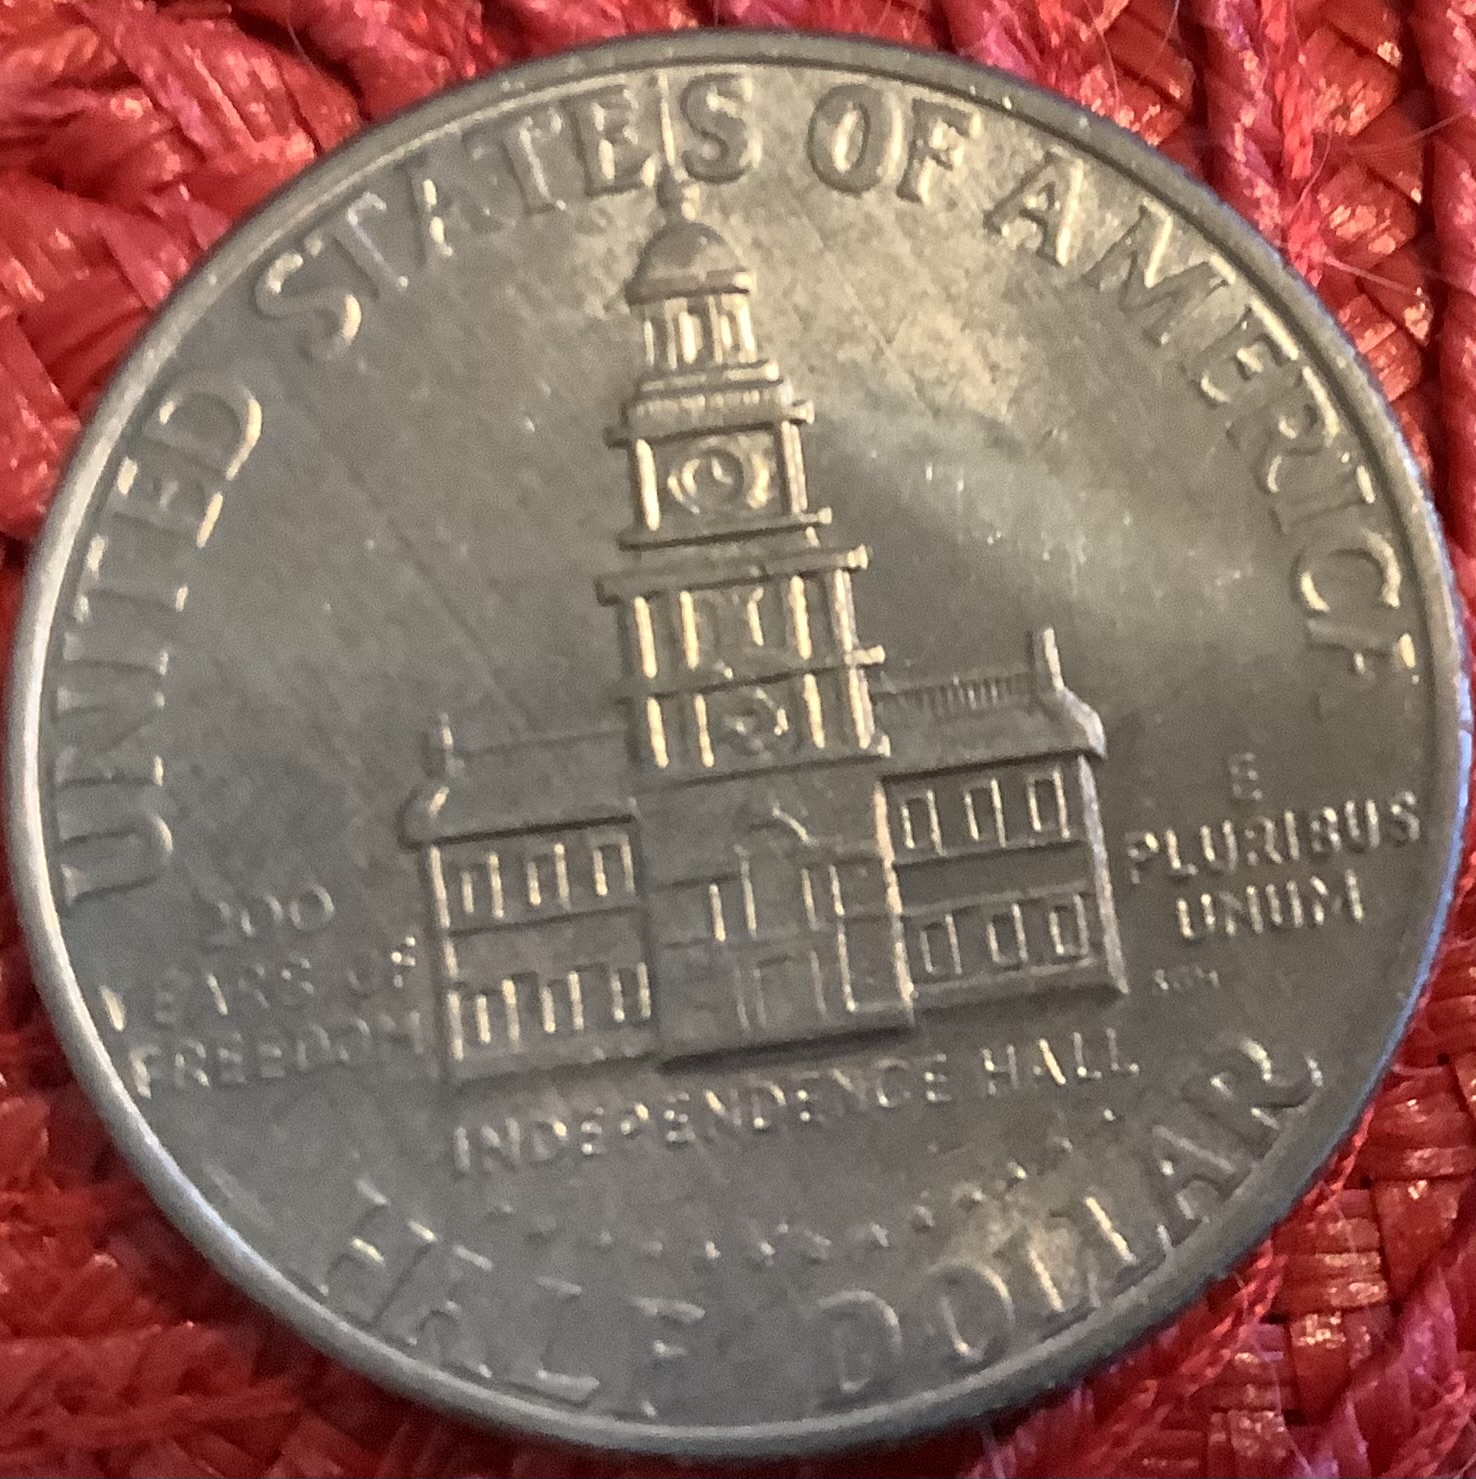 UNITED STATES OF AMERICA
200
YEARS OF
FREEDOM
E
PLURIBUS
UNUM
INDEPENDENCE HALL
HALF DOLLAR